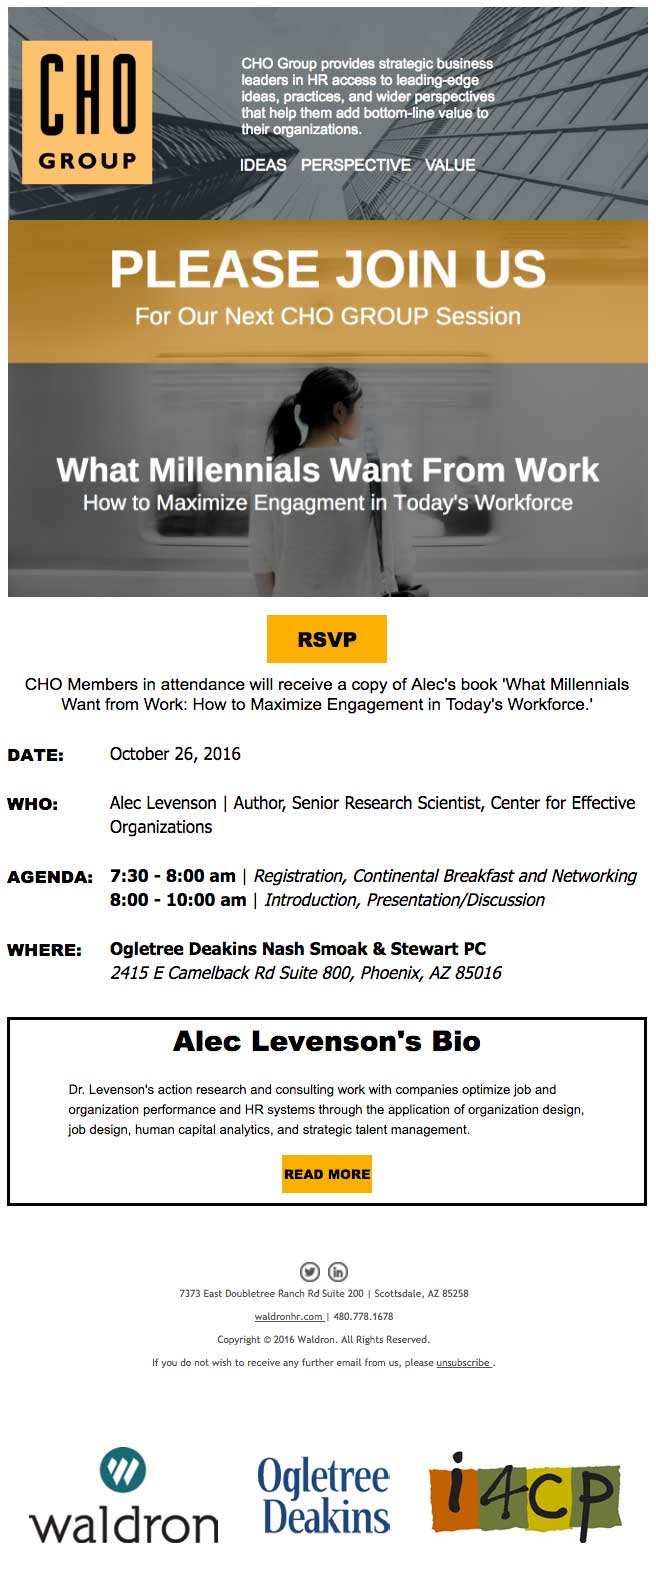 CHO
GROUP
CHO Group provides strategic business
leaders in HR access to leading-edge
ideas, practices, and wider perspectives
that help them add bottom-line value to
their organizations.
IDEAS PERSPECTIVE VALUE
PLEASE JOIN US
For Our Next CHO GROUP Session
What Millennials Want From Work
How to Maximize Engagment in Today's Workforce
RSVP
CHO Members in attendance will receive a copy of Alec's book 'What Millennials
Want from Work: How to Maximize Engagement in Today's Workforce.'
DATE: October 26, 2016
WHO: Alec Levenson | Author, Senior Research Scientist, Center for Effective
Organizations
AGENDA: 7:30 - 8:00 am | Registration, Continental Breakfast and Networking
8:00 - 10:00 am | Introduction, Presentation/Discussion
WHERE: Ogletree Deakins Nash Smoak & Stewart PC
2415 E Camelback Rd Suite 800, Phoenix, AZ 85016
Alec Levenson's Bio
Dr. Levenson's action research and consulting work with companies optimize job and
organization performance and HR systems through the application of organization design,
job design, human capital analytics, and strategic talent management.
READ MORE
in
7373 East Doubletree Ranch Rd Suite 200 | Scottsdale, AZ 85258
waldronhr.com | 480.778.1678
Copyright © 2016 Waldron. All Rights Reserved.
If you do not wish to receive any further email from us, please unsubscribe .
waldron
Ogletree
Deakins
i4cp